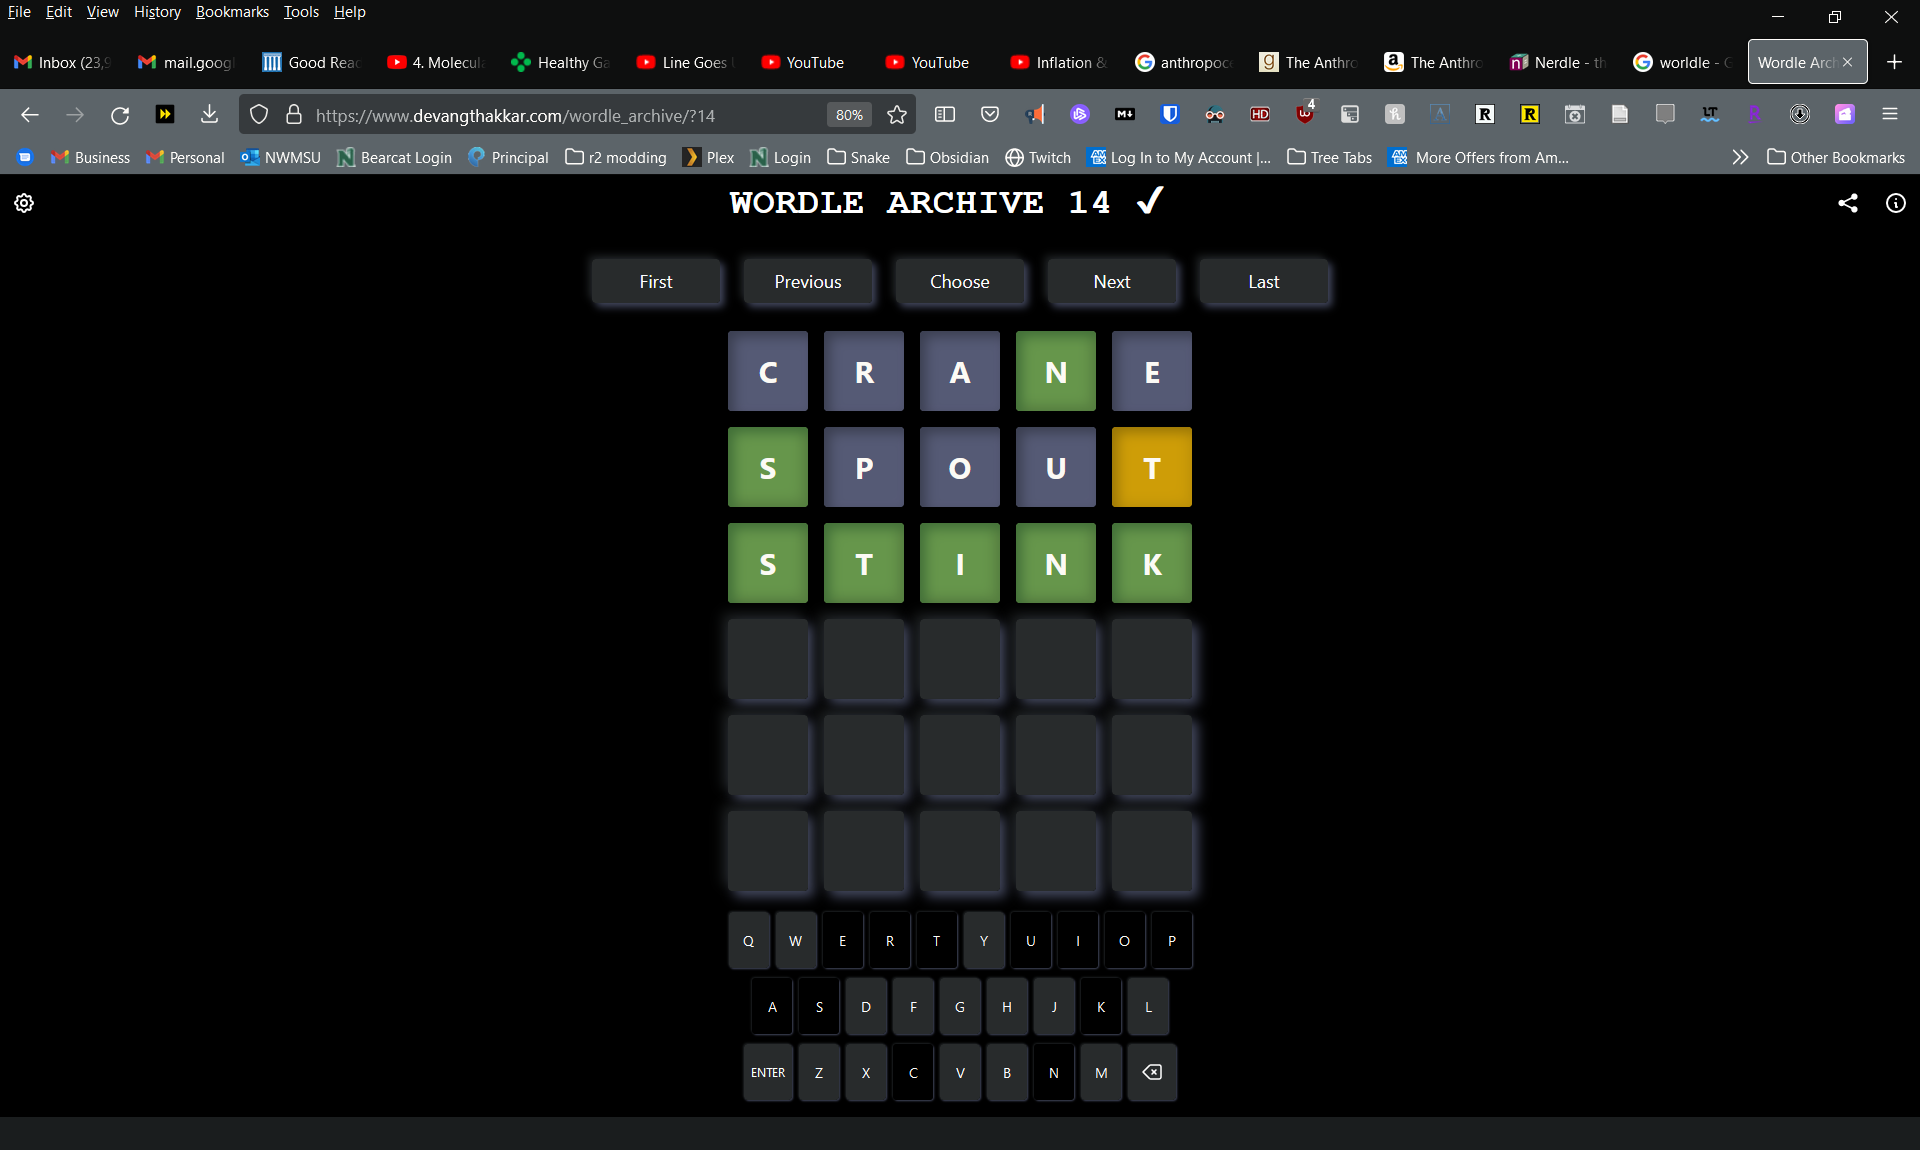 File Edit View History Bookmarks Tools Help
Inbox (23,9 mail.googl Good Reac 4. Molecula Healthy Ga Line Goes YouTube YouTube Inflation & anthropoc The Anthro The Anthro Nerdle - th worldle - G Wordle Arch
https://www.devangthakkar.com/wordle_archive/?14 80%
Business Personal NWMSU Bearcat Login Principal r2 modding Plex Login Snake Obsidian Twitch Log In to My Account |... Tree Tabs More Offers from Am... Other Bookmarks
WORDLE ARCHIVE 14 ✔
First Previous Choose Next Last
C R A N E
S P O U T
S T I N K
Q W E R T Y U I O P
A S D F G H J K L
ENTER Z X C V B N M